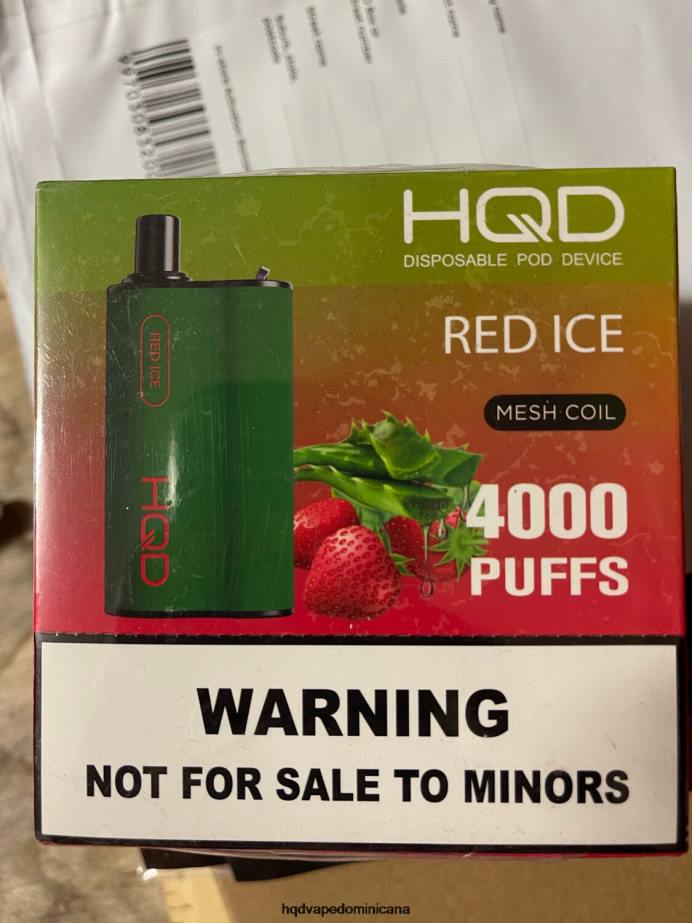 HQD
DISPOSABLE POD DEVICE
RED ICE
MESH COIL
4000
PUFFS
RED ICE
HQD
WARNING
NOT FOR SALE TO MINORS
hqdvapedominicana